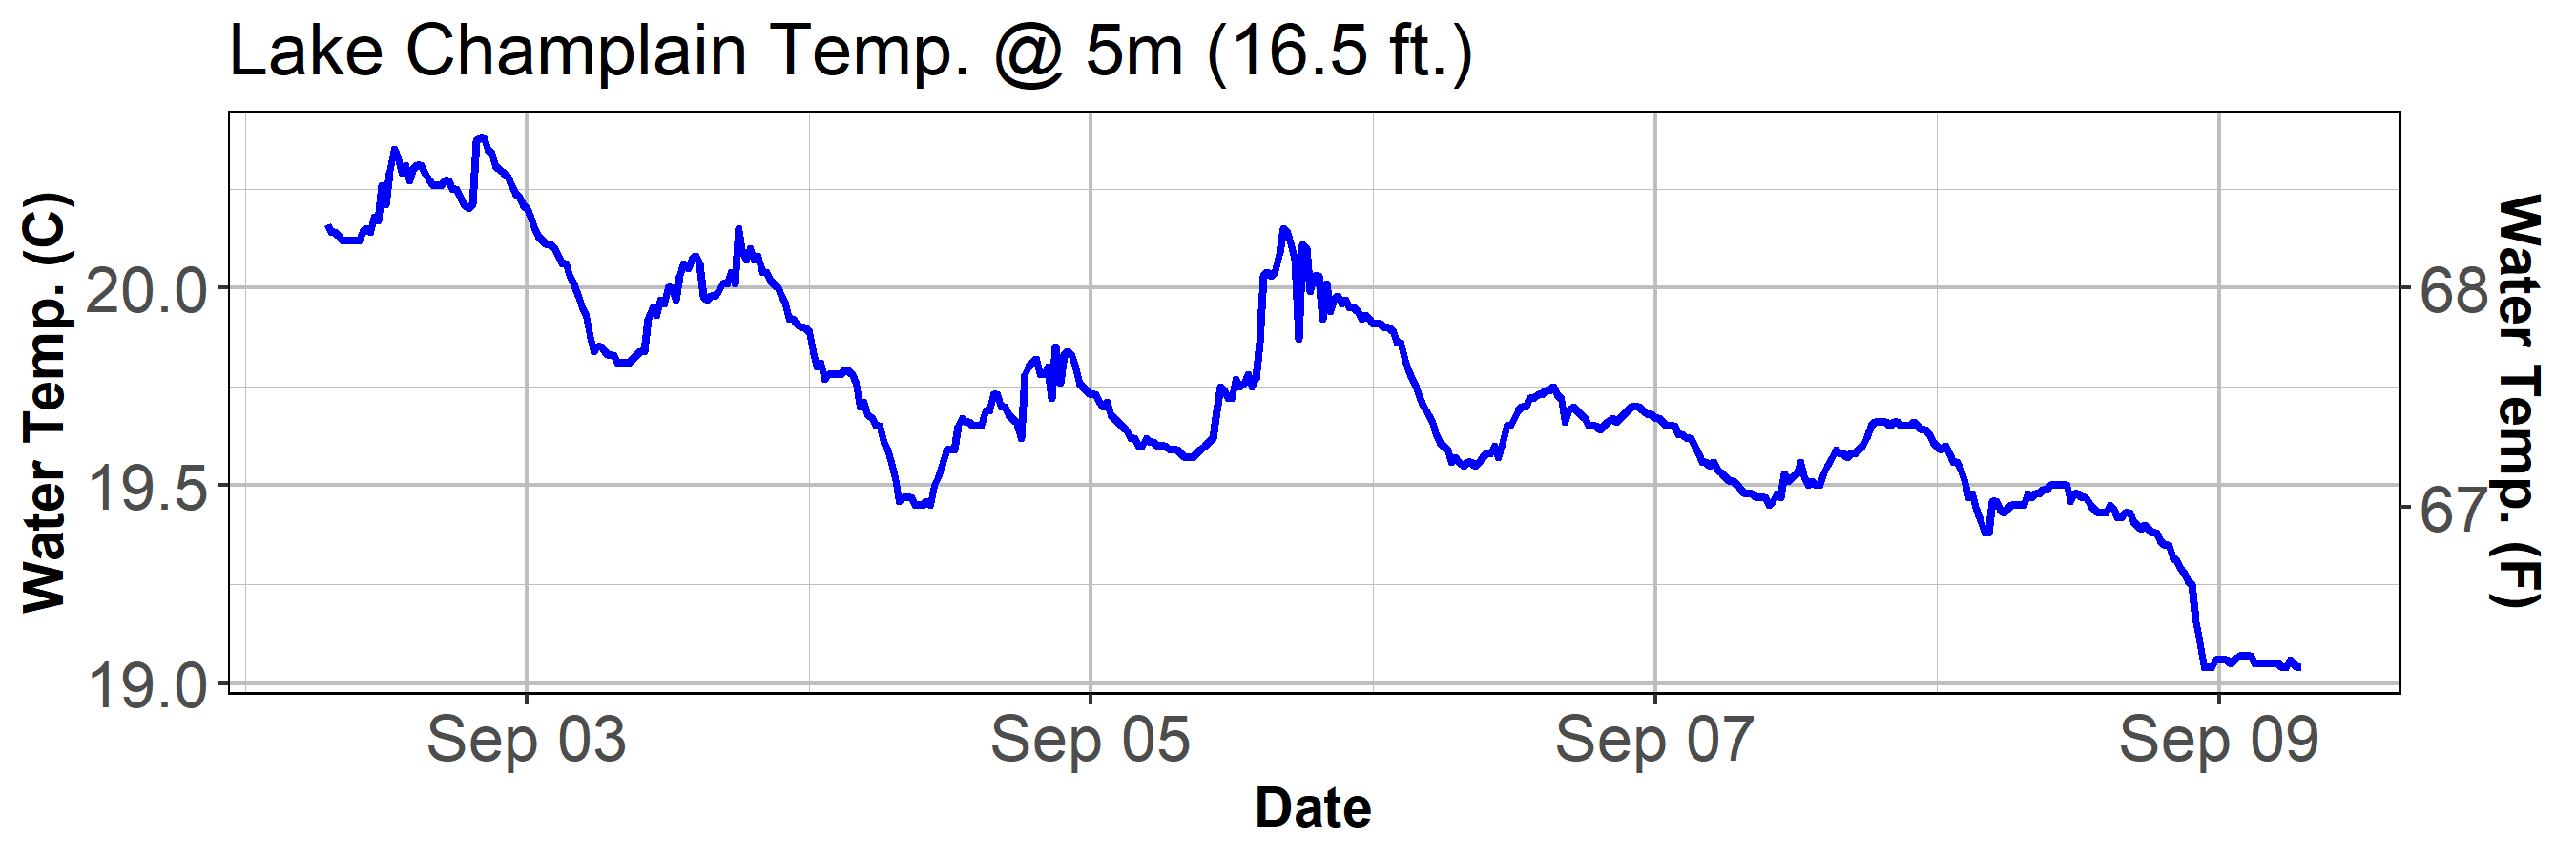 Lake Champlain Temp. @ 5m (16.5 ft.)
Water Temp. (C)
20.0
19.5
19.0
68
67
Water Temp. (F)
Sep 03
Sep 05
Sep 07
Sep 09
Date